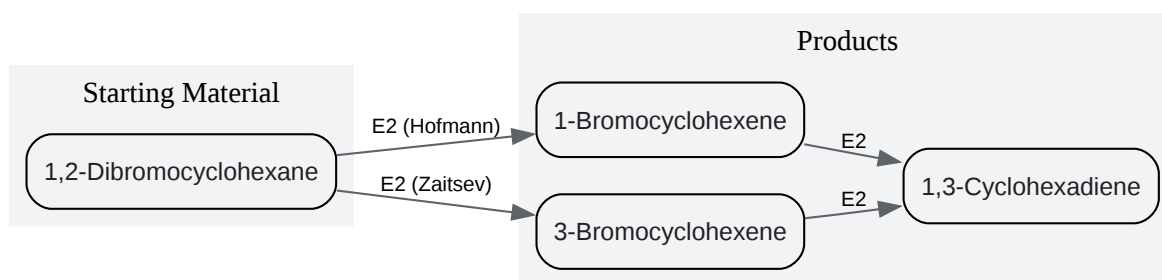 Products
Starting Material
1,2-Dibromocyclohexane
E2 (Hofmann)
E2 (Zaitsev)
1-Bromocyclohexene
3-Bromocyclohexene
E2
E2
1,3-Cyclohexadiene